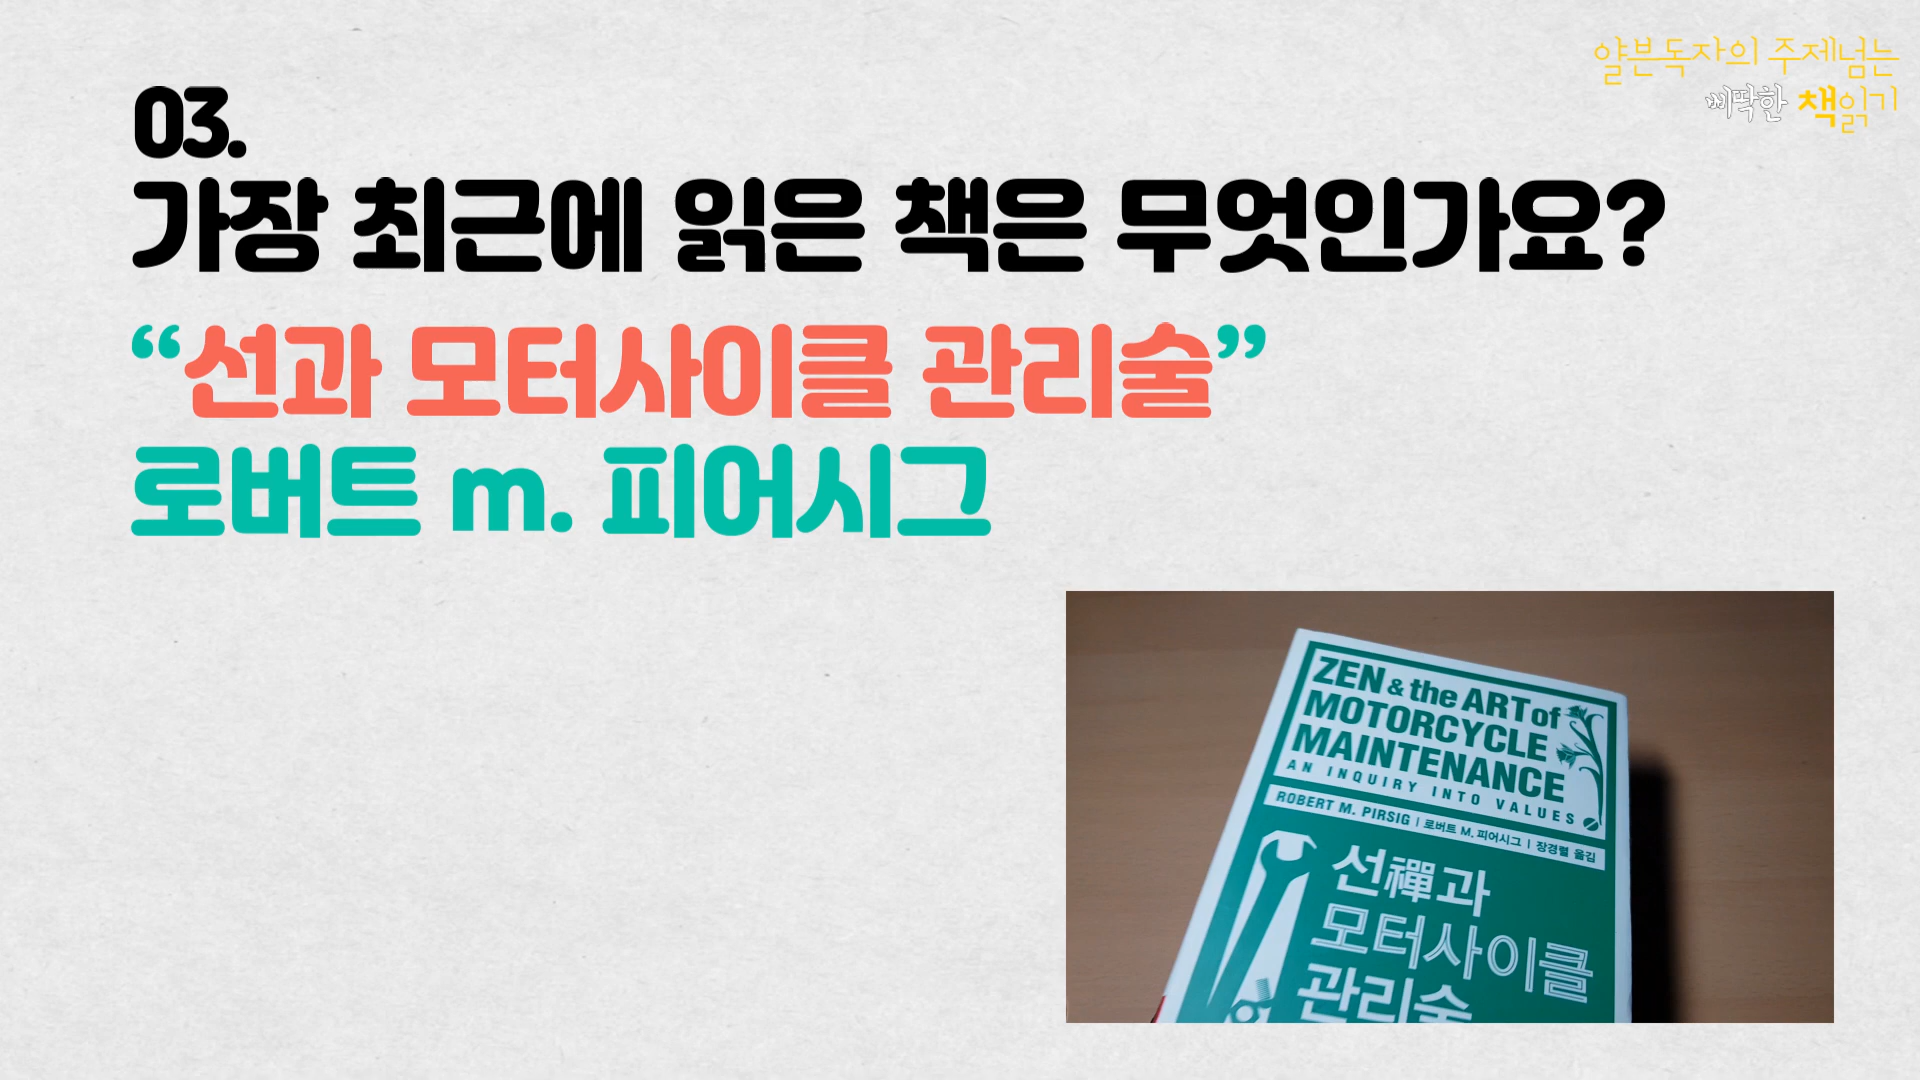 얄븐독자의 주제넘는
삐딱한 책읽기
03.
가장 최근에 읽은 책은 무엇인가요?
“선과 모터사이클 관리술”
로버트 m. 피어시그
ZEN & the ART of
MOTORCYCLE
MAINTENANCE
AN INQUIRY INTO VALUES
ROBERT M. PIRSIG | 로버트 M. 피어시그 | 장경렬 옮김
선禪과
모터사이클
관리술